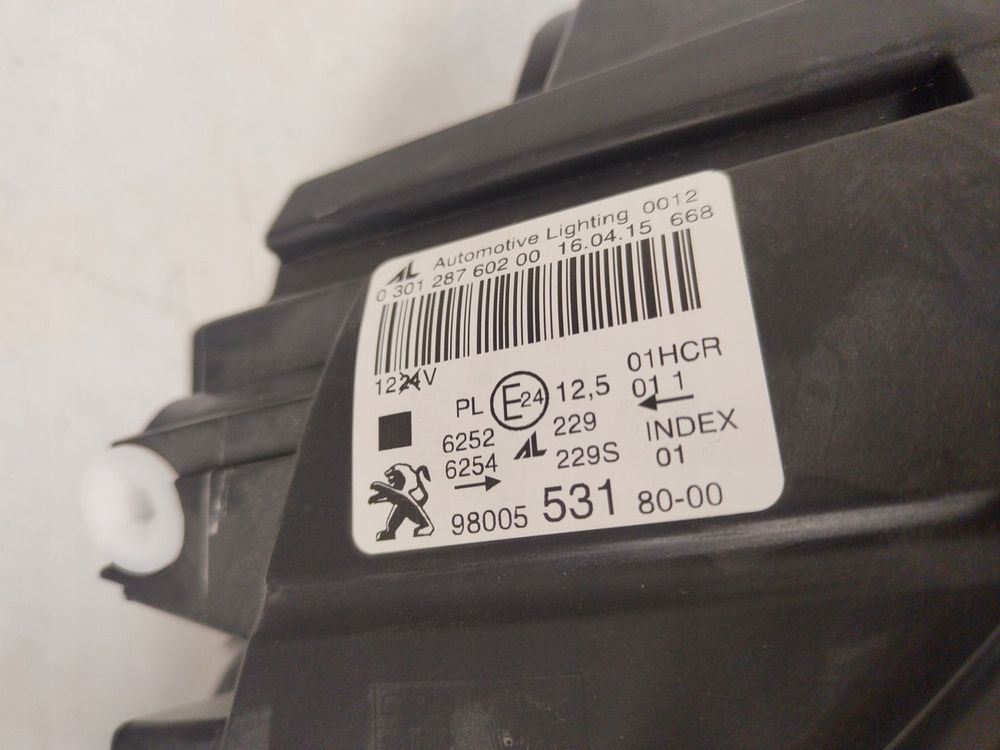 AL Automotive Lighting 0012
0 301 287 602 00 16.04.15 668
1224V
01HCR
PL E24 12,5 01 1
6252 AL 229 INDEX
6254 229S 01
98005 531 80-00